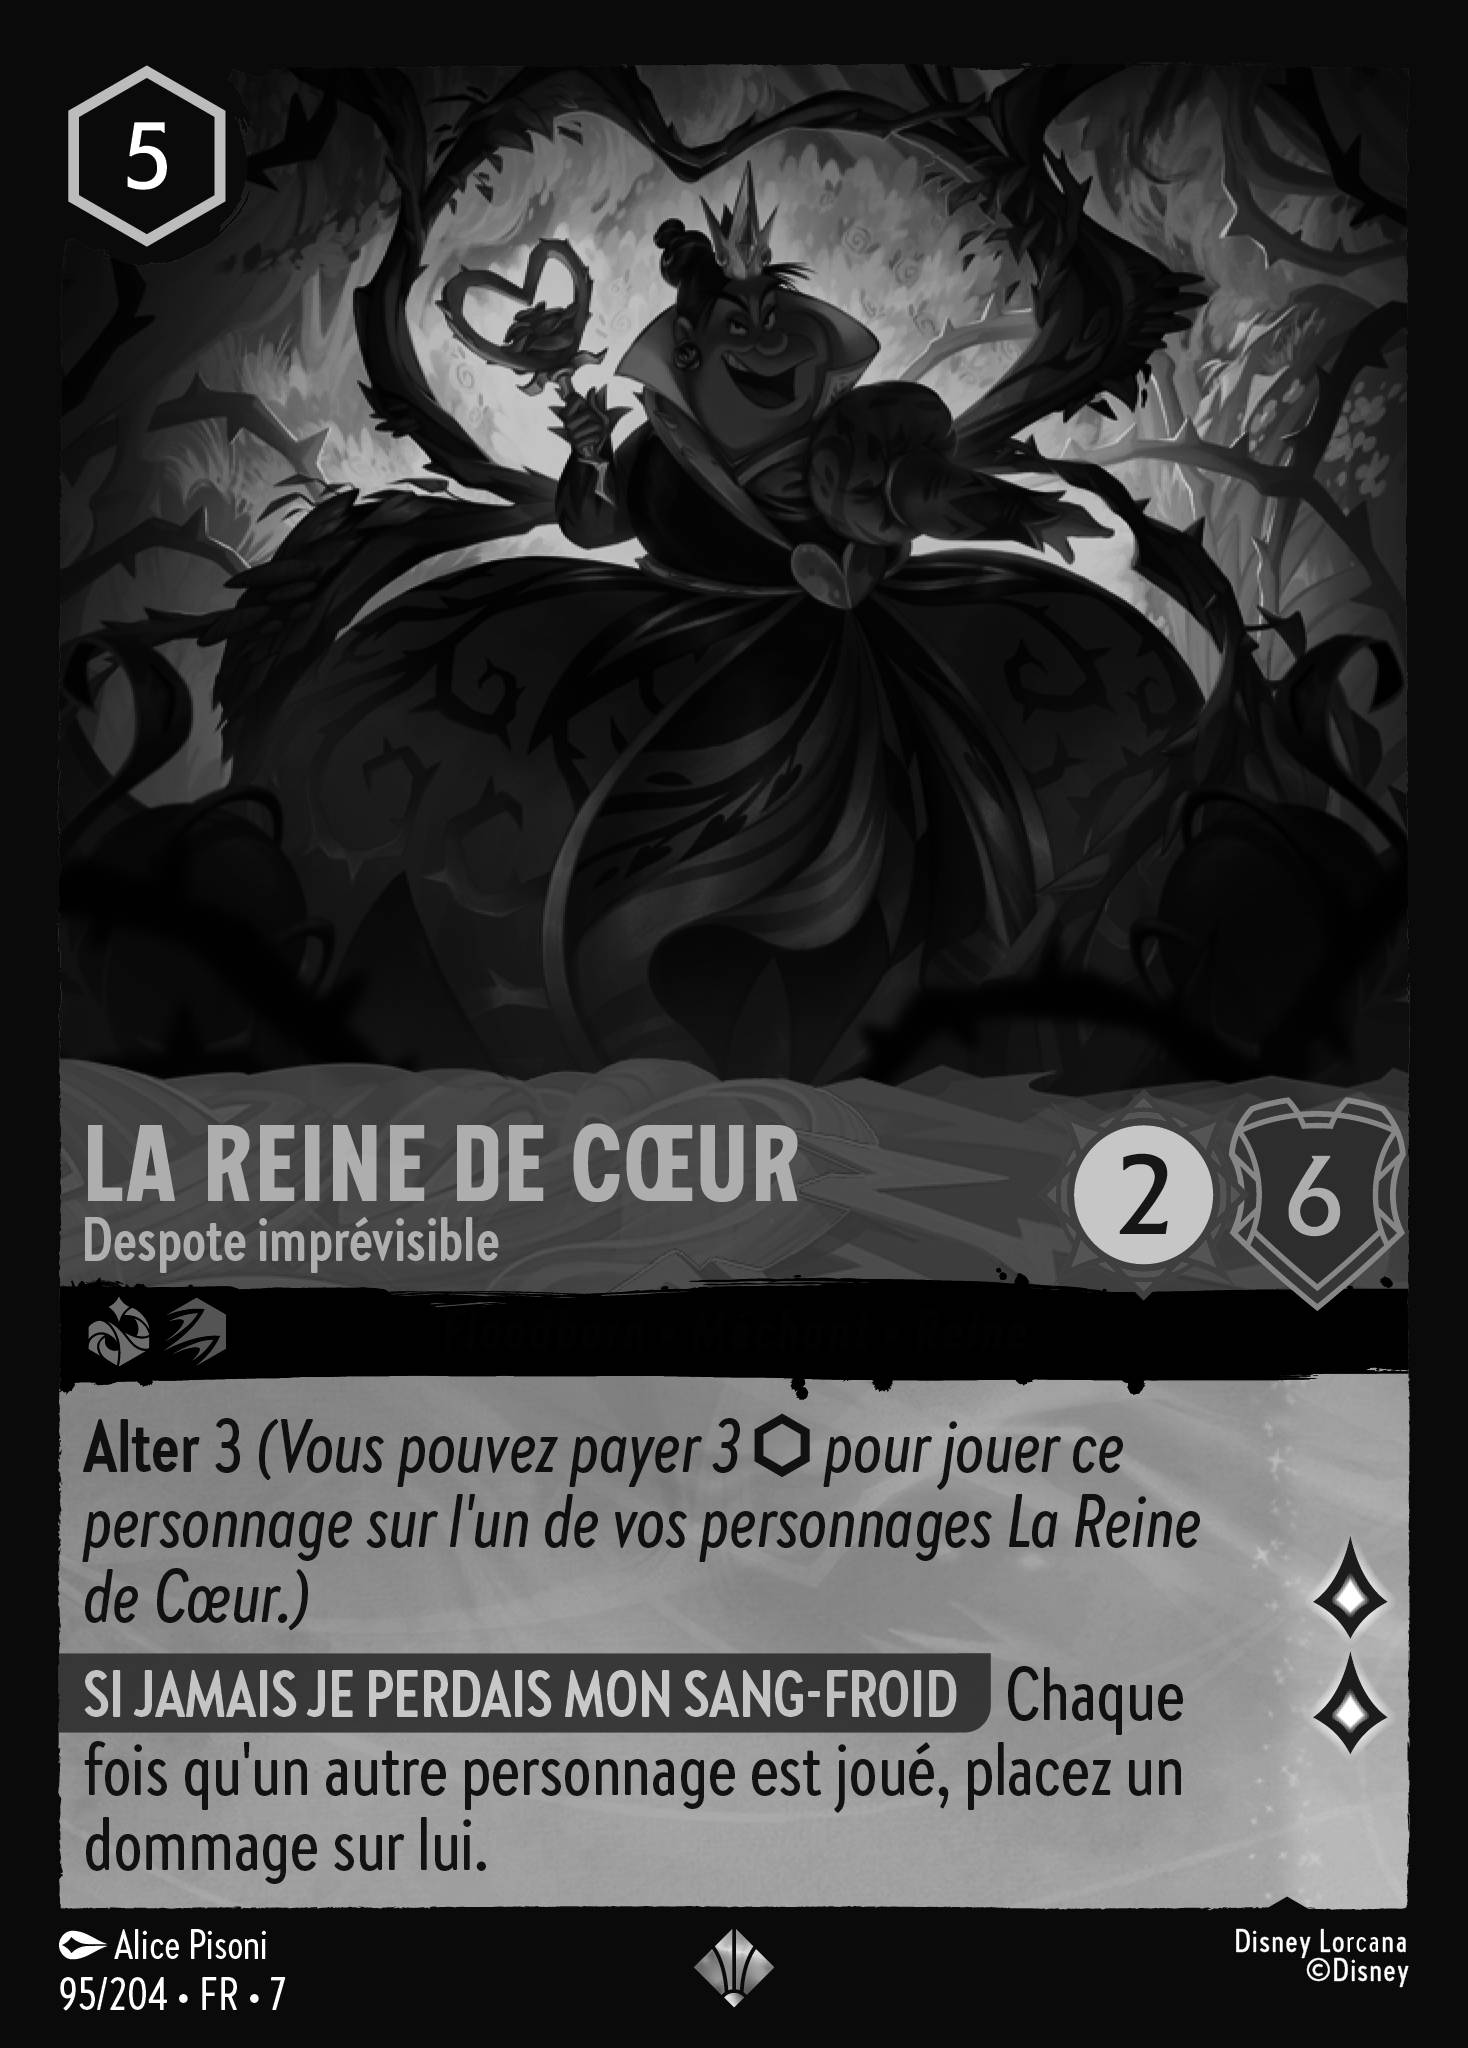 5
LA REINE DE CŒUR
Despote imprévisible
2
6
Floodborn • Méchant • Reine
Alter 3 (Vous pouvez payer 3 ⬡ pour jouer ce
personnage sur l'un de vos personnages La Reine
de Cœur.)
SI JAMAIS JE PERDAIS MON SANG-FROID Chaque
fois qu'un autre personnage est joué, placez un
dommage sur lui.
Alice Pisoni
95/204 • FR • 7
Disney Lorcana
©Disney